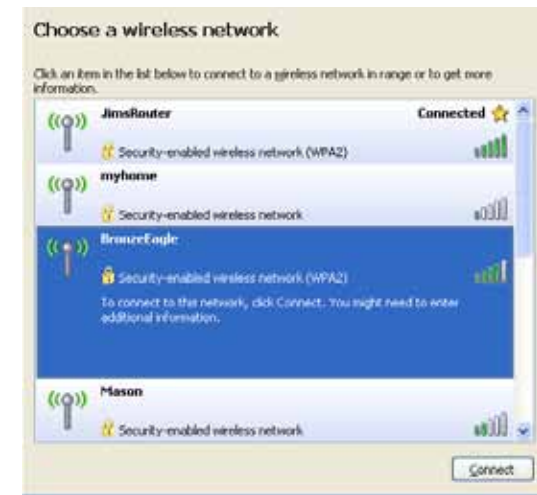 Choose a wireless network
Click an item in the list below to connect to a wireless network in range or to get more
information.
JimsRouter Connected
Security-enabled wireless network (WPA2)
myhome
Security-enabled wireless network
BronzeEagle
Security-enabled wireless network (WPA2)
To connect to this network, click Connect. You might need to enter
additional information.
Mason
Security-enabled wireless network
Connect